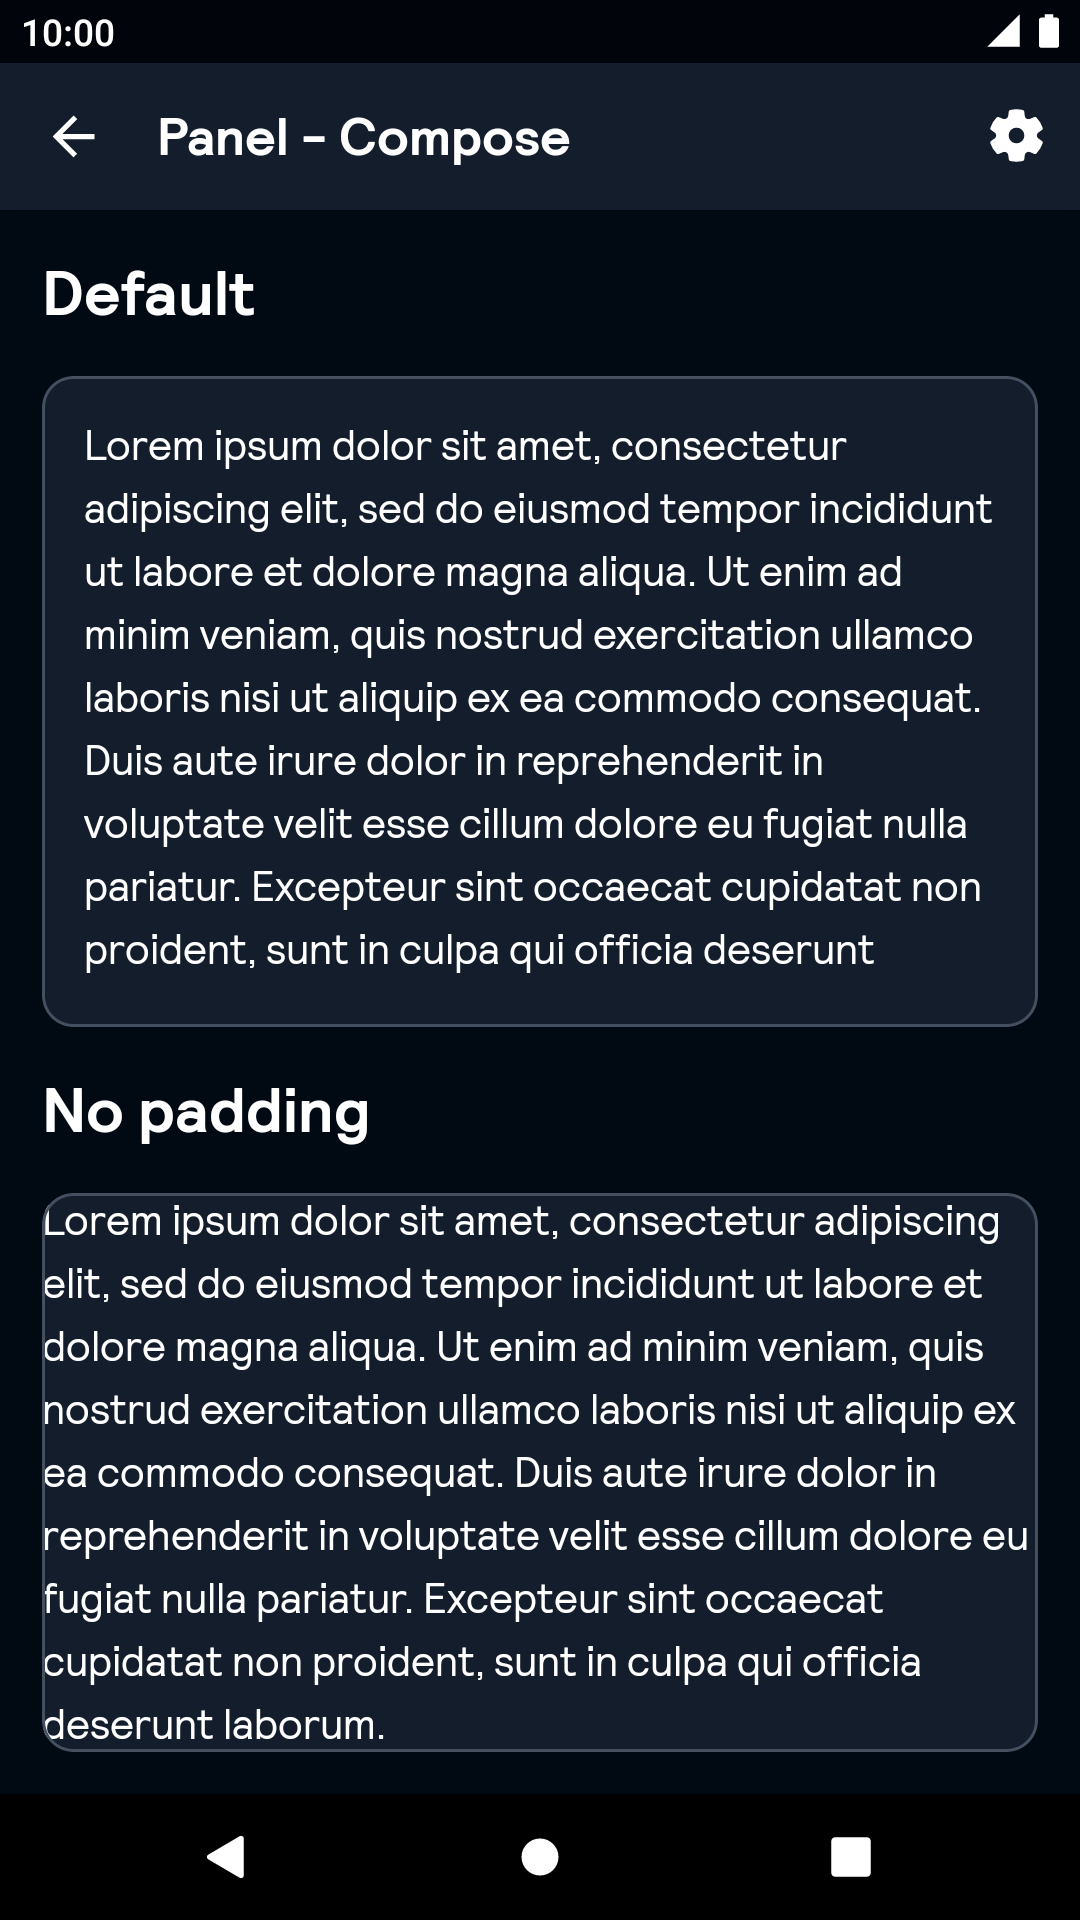 10:00
Panel - Compose
Default
Lorem ipsum dolor sit amet, consectetur
adipiscing elit, sed do eiusmod tempor incididunt
ut labore et dolore magna aliqua. Ut enim ad
minim veniam, quis nostrud exercitation ullamco
laboris nisi ut aliquip ex ea commodo consequat.
Duis aute irure dolor in reprehenderit in
voluptate velit esse cillum dolore eu fugiat nulla
pariatur. Excepteur sint occaecat cupidatat non
proident, sunt in culpa qui officia deserunt
No padding
Lorem ipsum dolor sit amet, consectetur adipiscing
elit, sed do eiusmod tempor incididunt ut labore et
dolore magna aliqua. Ut enim ad minim veniam, quis
nostrud exercitation ullamco laboris nisi ut aliquip ex
ea commodo consequat. Duis aute irure dolor in
reprehenderit in voluptate velit esse cillum dolore eu
fugiat nulla pariatur. Excepteur sint occaecat
cupidatat non proident, sunt in culpa qui officia
deserunt laborum.